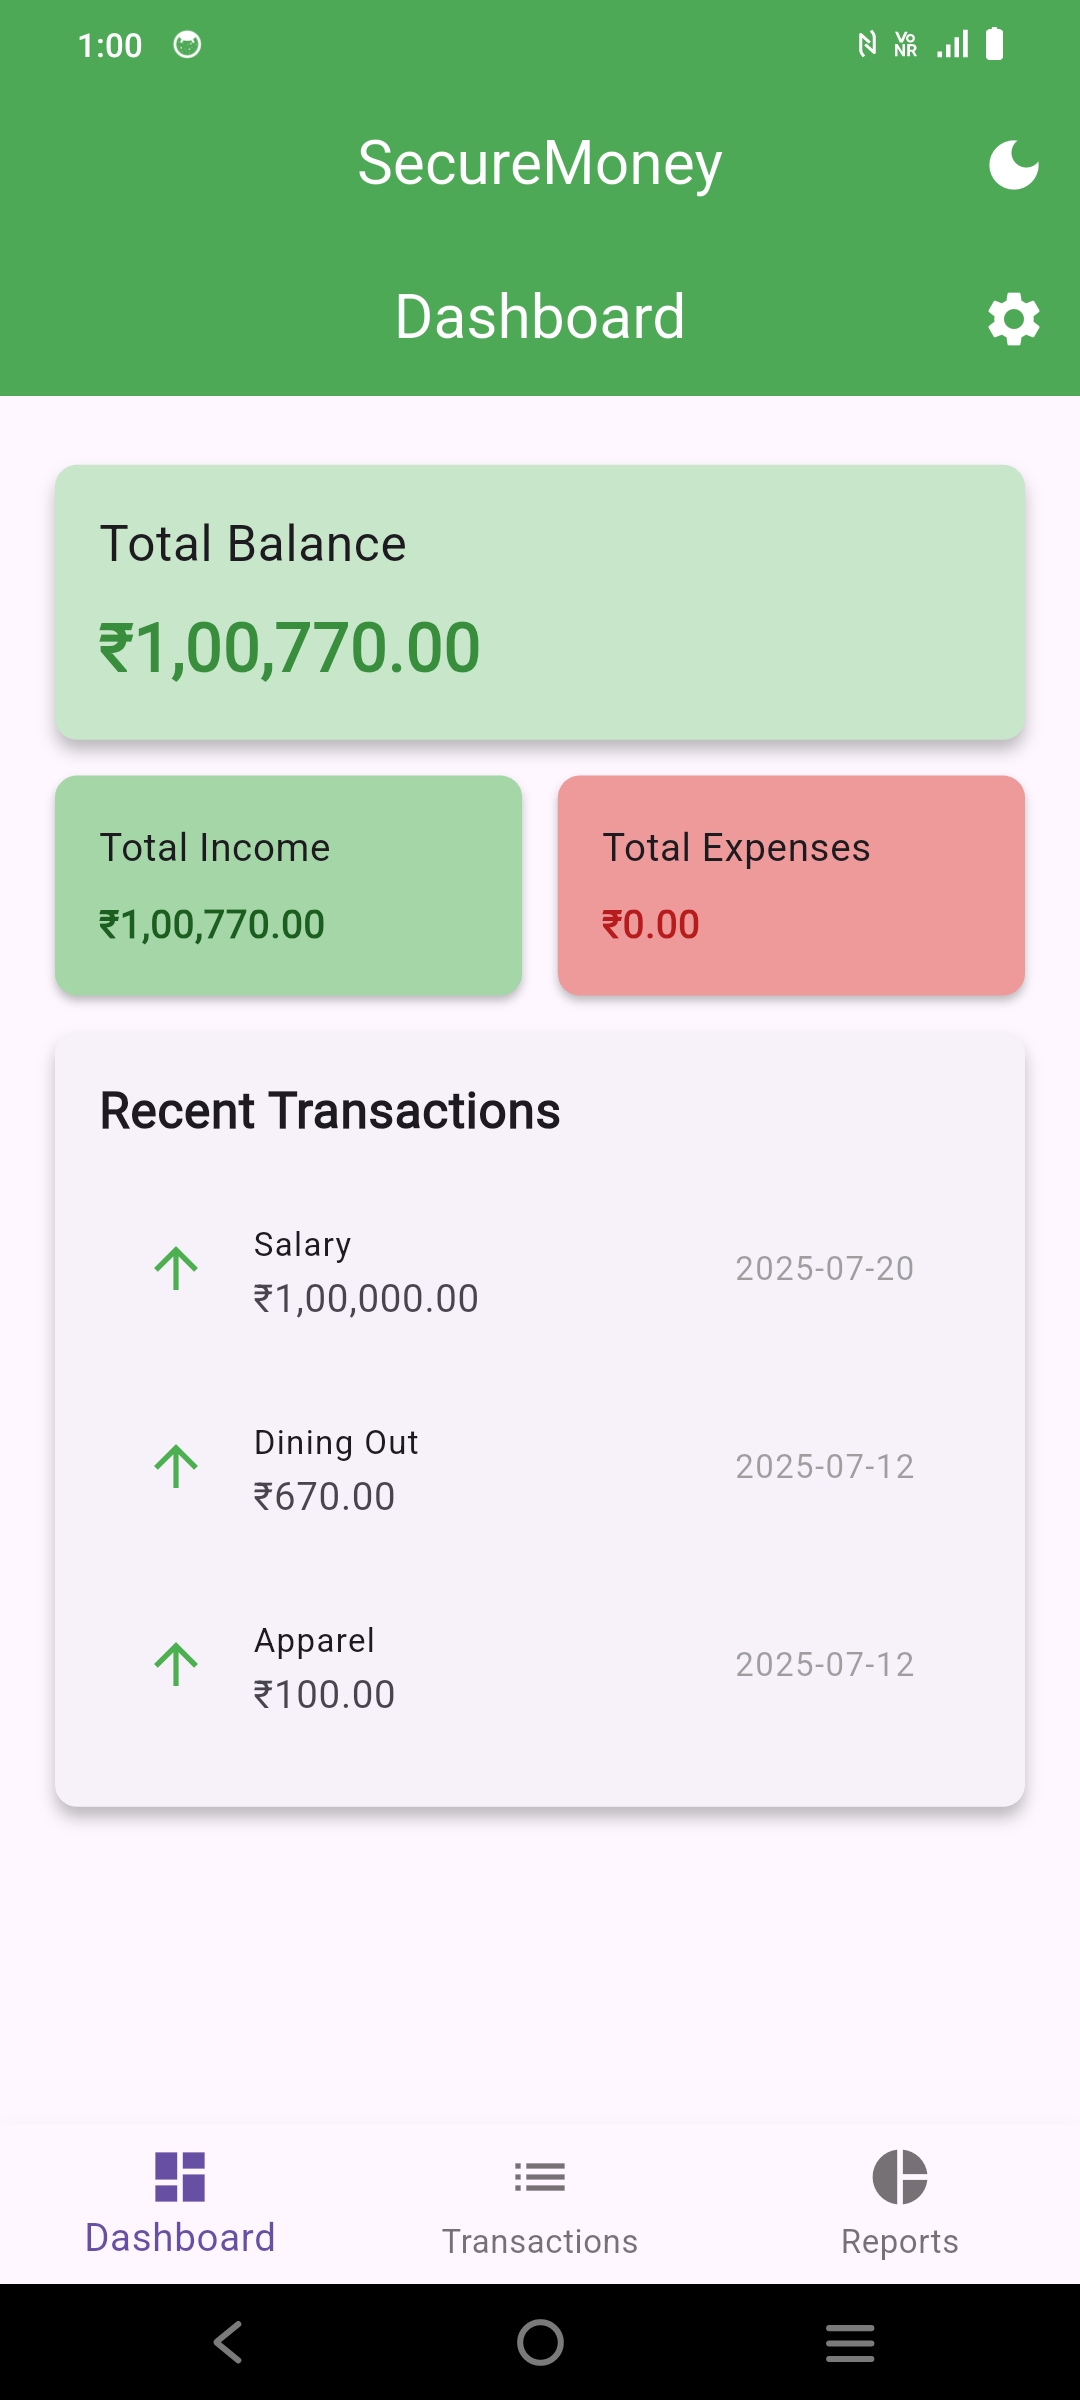 1:00
Vo
NR
SecureMoney
Dashboard
Total Balance
₹1,00,770.00
Total Income
₹1,00,770.00
Total Expenses
₹0.00
Recent Transactions
Salary
₹1,00,000.00
2025-07-20
Dining Out
₹670.00
2025-07-12
Apparel
₹100.00
2025-07-12
Dashboard
Transactions
Reports